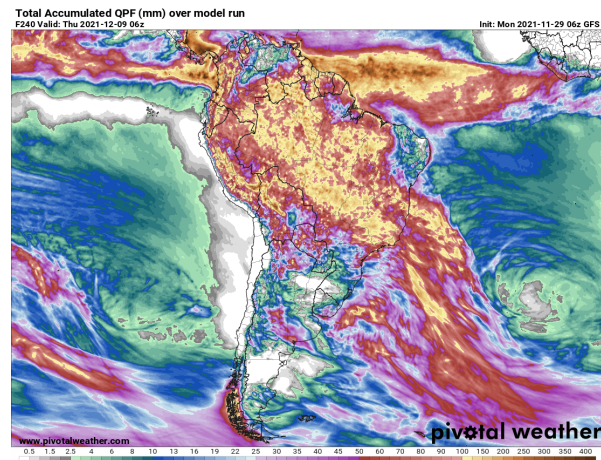 Total Accumulated QPF (mm) over model run
F240 Valid: Thu 2021-12-09 06z Init: Mon 2021-11-29 06z GFS
pivotal weather
www.pivotalweather.com
0.5 1.5 2.5 4 6 8 10 13 16 19 22 25 30 35 40 45 50 60 70 80 90 100 150 200 250 300 350 400